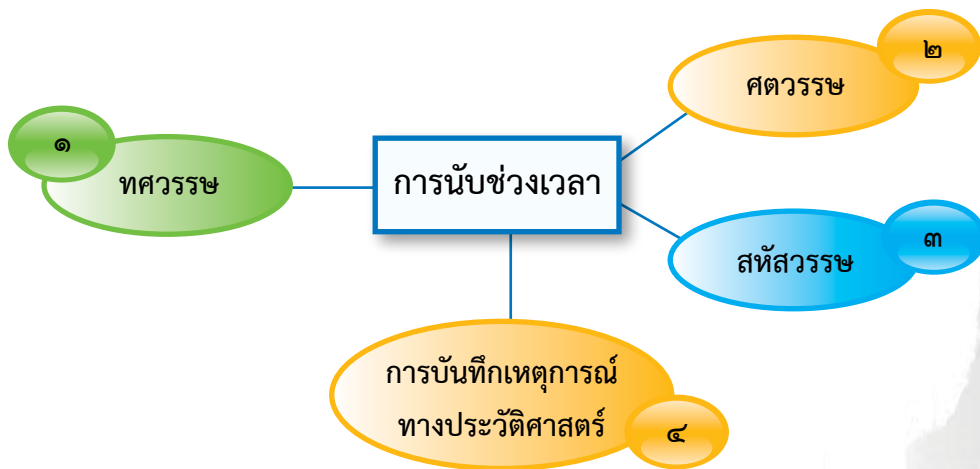 การนับช่วงเวลา
๑
ทศวรรษ
๒
ศตวรรษ
๓
สหัสวรรษ
การบันทึกเหตุการณ์
ทางประวัติศาสตร์
๔